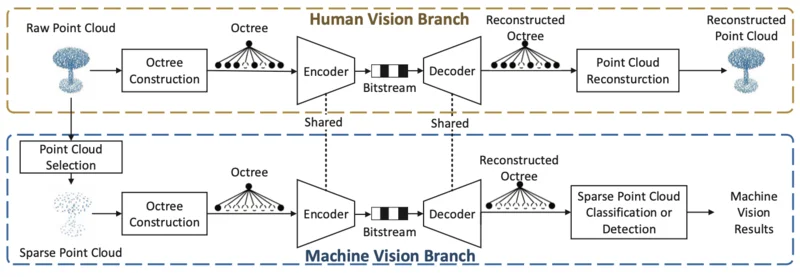 Human Vision Branch
Raw Point Cloud
Octree
Construction
Octree
Encoder
Bitstream
Decoder
Reconstructed
Octree
Point Cloud
Reconsturction
Reconstructed
Point Cloud
Shared
Shared
Point Cloud
Selection
Sparse Point Cloud
Octree
Construction
Octree
Encoder
Bitstream
Decoder
Reconstructed
Octree
Sparse Point Cloud
Classification or
Detection
Machine
Vision
Results
Machine Vision Branch